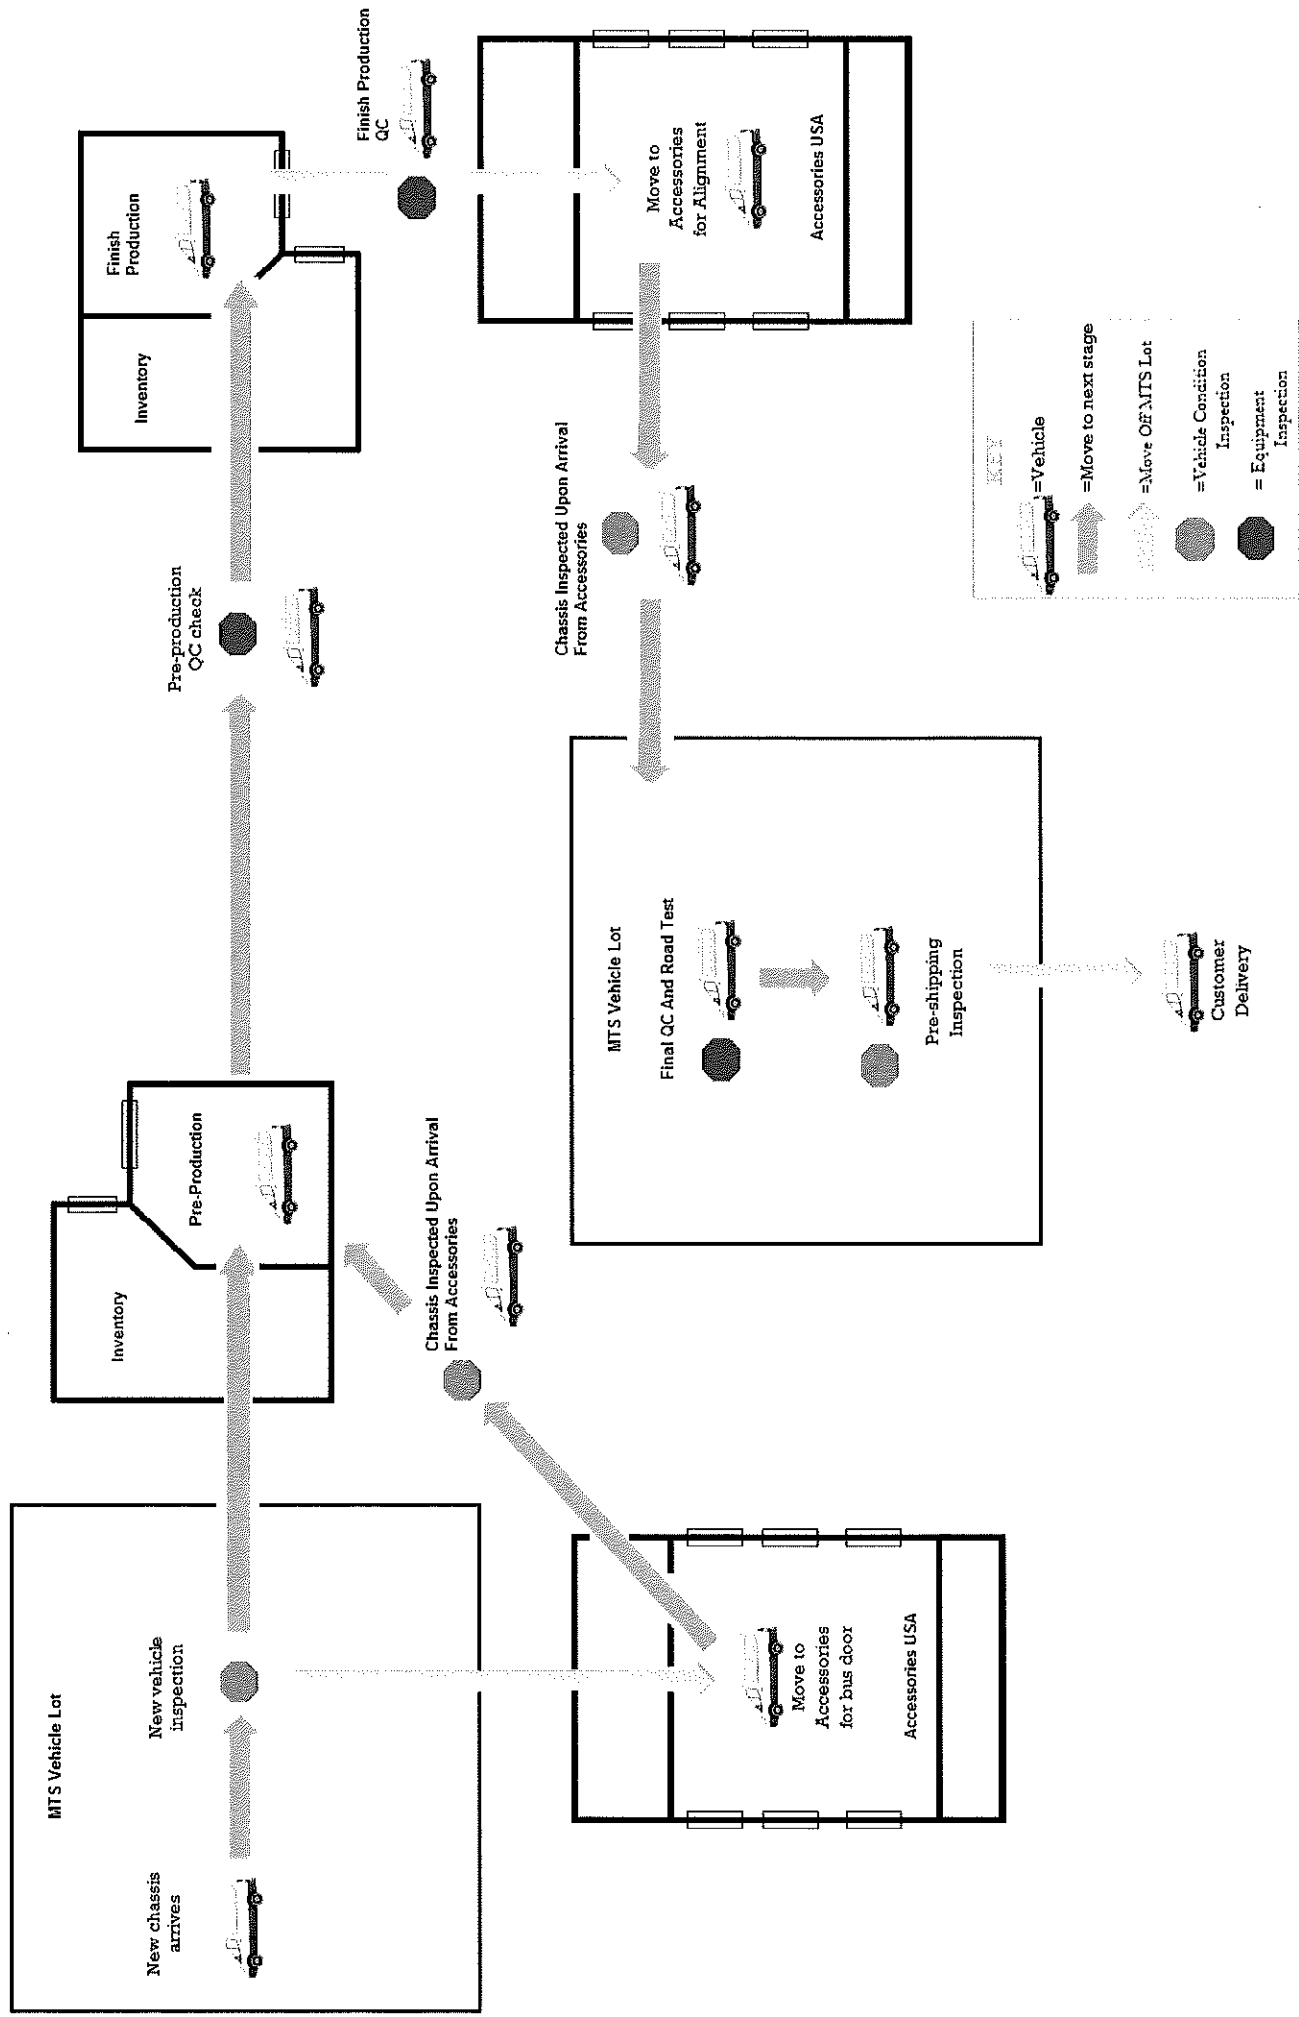 MTS Vehicle Lot
New chassis
arrives
New vehicle
inspection
Move to
Accessories
for bus door
Accessories USA
Chassis Inspected Upon Arrival
From Accessories
Inventory
Pre-Production
Pre-production
QC check
Inventory
Finish
Production
Finish Production
QC
Move to
Accessories
for Alignment
Accessories USA
Chassis Inspected Upon Arrival
From Accessories
MTS Vehicle Lot
Final QC And Road Test
Pre-shipping
Inspection
Customer
Delivery
KEY
=Vehicle
=Move to next stage
=Move Off MTS Lot
=Vehicle Condition
Inspection
= Equipment
Inspection